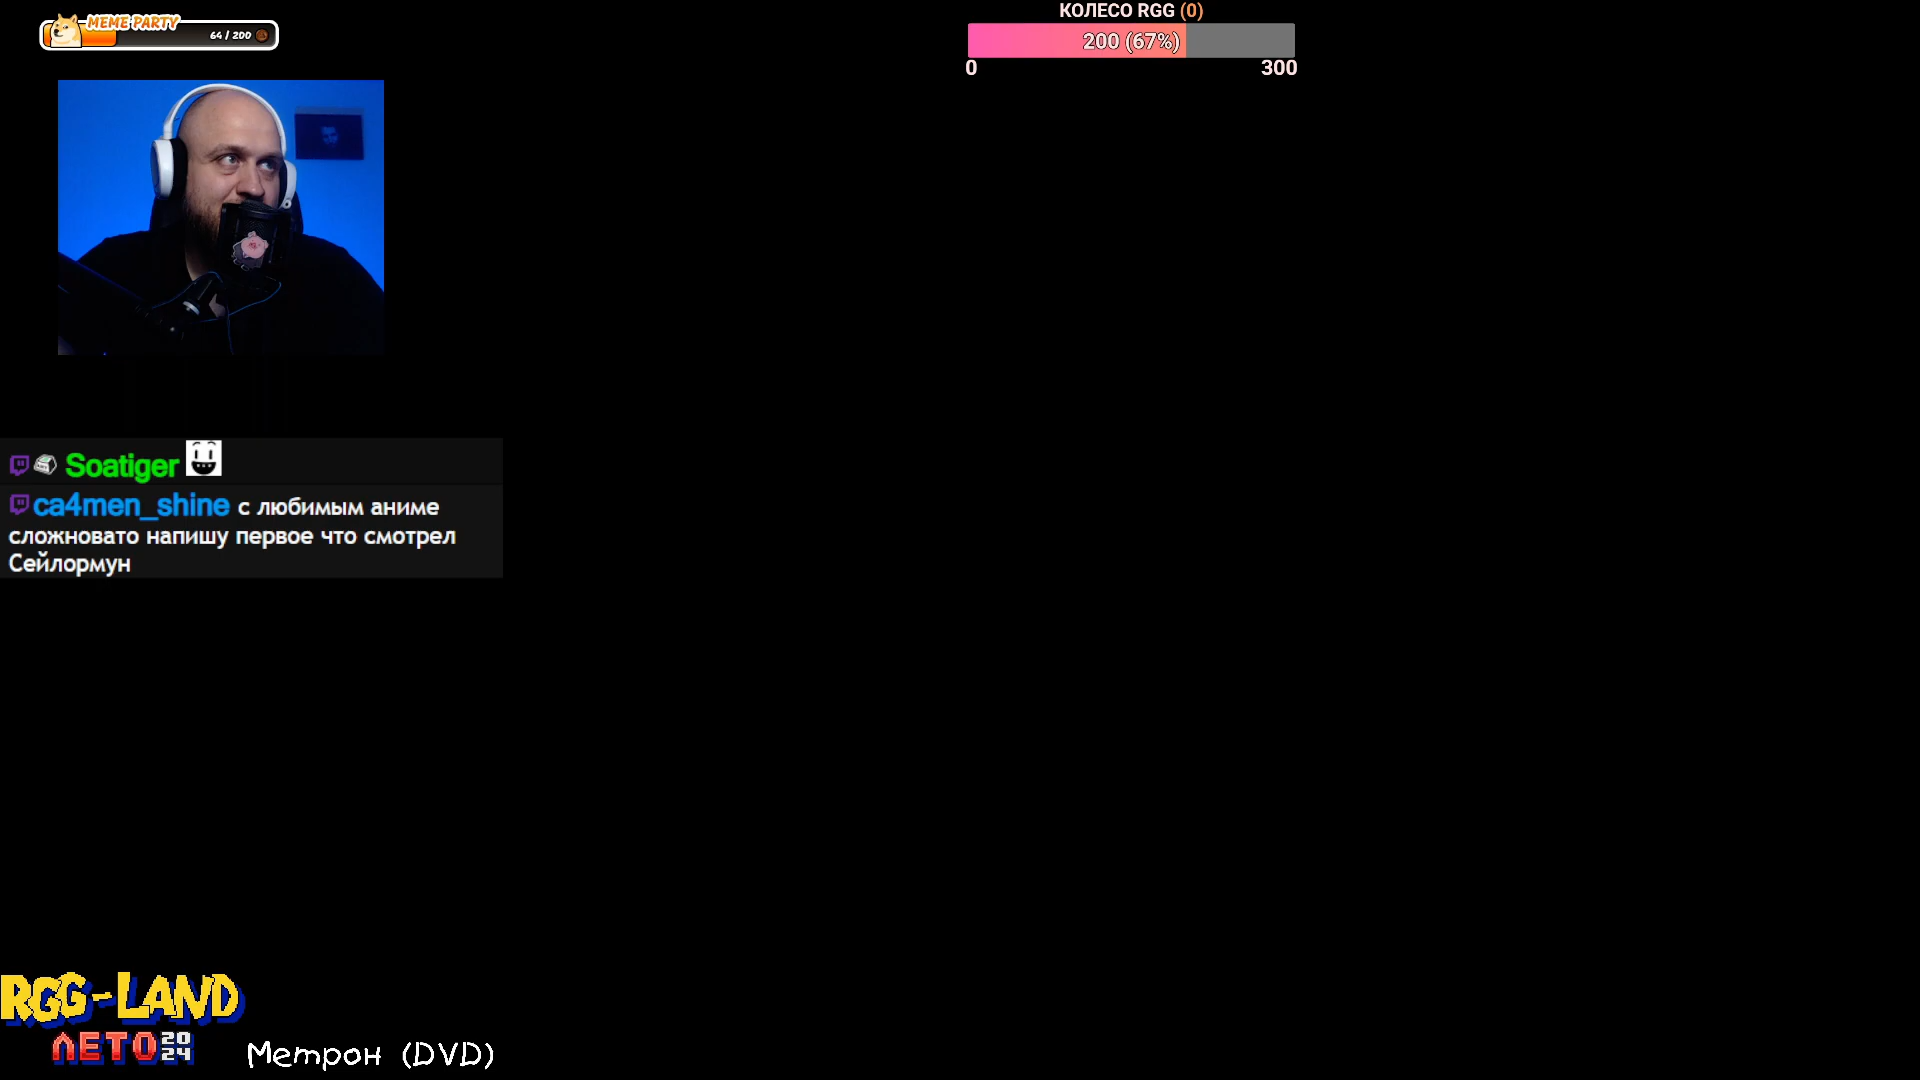 MEME PARTY
64 / 200
КОЛЕСО RGG (0)
200 (67%)
0
300
Soatiger
ca4men_shine с любимым аниме
сложновато напишу первое что смотрел
Сейлормун
RGG-LAND
ЛЕТО 2024
Метрон (DVD)